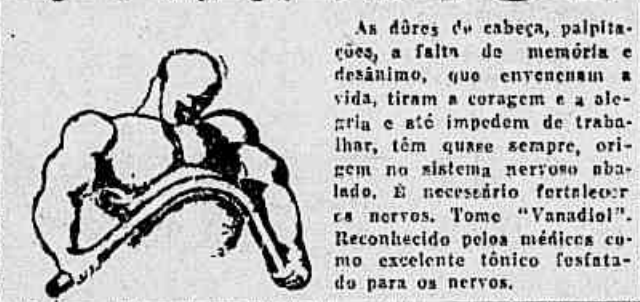 As dôres de cabeça, palpita-
ções, a falta de memória e
desânimo, que envenenam a
vida, tiram a coragem e a ale-
gria e até impedem de traba-
lhar, têm quase sempre, ori-
gem no sistema nervoso aba-
lado. É necessário fortalecer
os nervos. Tome "Vanadiol".
Reconhecido pelos médicos co-
mo excelente tônico fosfata-
do para os nervos.